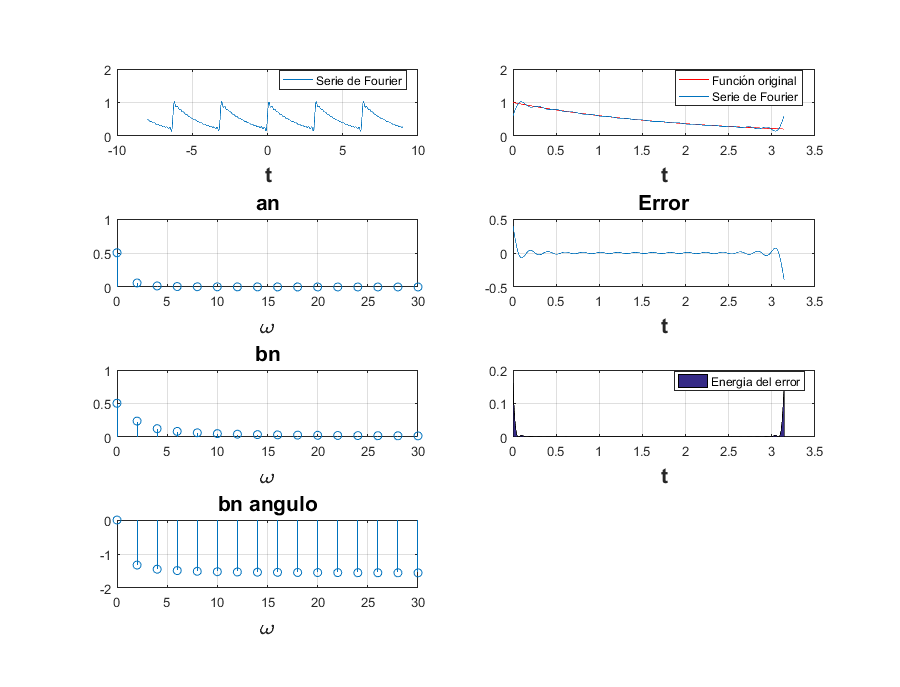 2
1
0
-10 -5 0 5 10
t
Serie de Fourier
2
1
0
0 0.5 1 1.5 2 2.5 3 3.5
t
Función original
Serie de Fourier
an
1
0.5
0
0 5 10 15 20 25 30
ω
Error
0.5
0
-0.5
0 0.5 1 1.5 2 2.5 3 3.5
t
bn
1
0.5
0
0 5 10 15 20 25 30
ω
0.2
0.1
0
0 0.5 1 1.5 2 2.5 3 3.5
t
Energia del error
bn angulo
0
-1
-2
0 5 10 15 20 25 30
ω